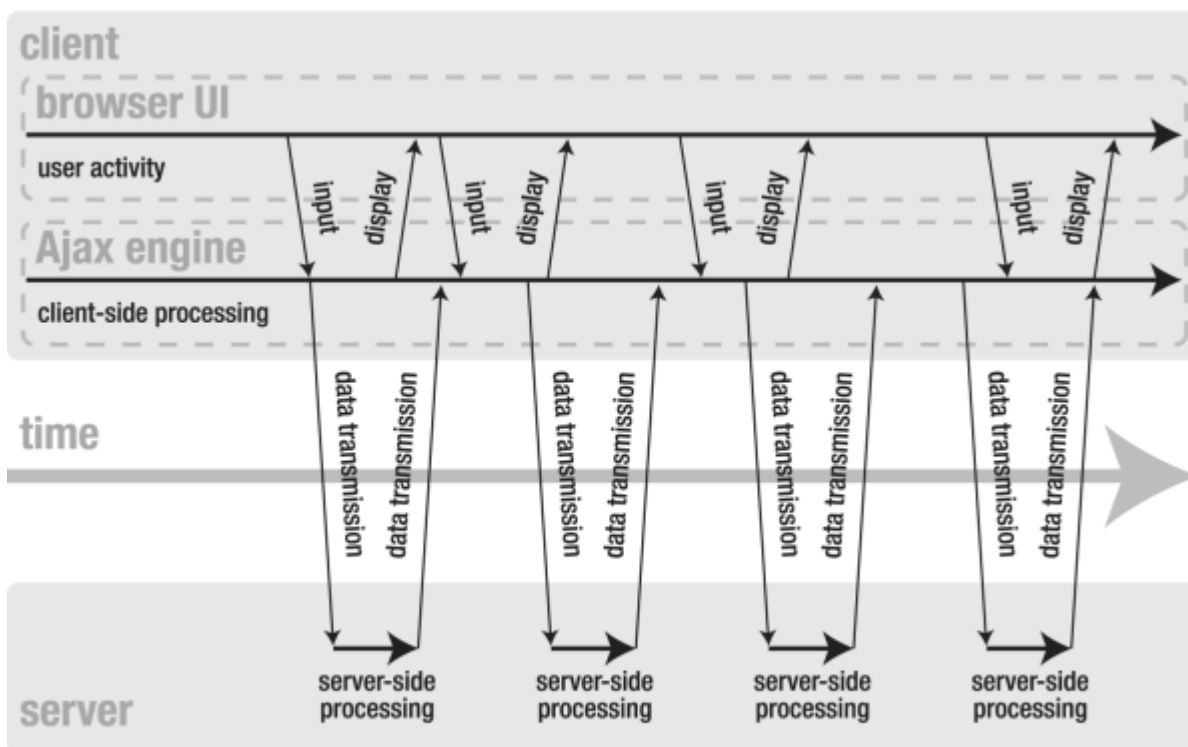 client
browser UI
user activity
input
display
input
display
input
display
input
display
Ajax engine
client-side processing
data transmission
data transmission
data transmission
data transmission
data transmission
data transmission
data transmission
data transmission
time
server-side
processing
server-side
processing
server-side
processing
server-side
processing
server